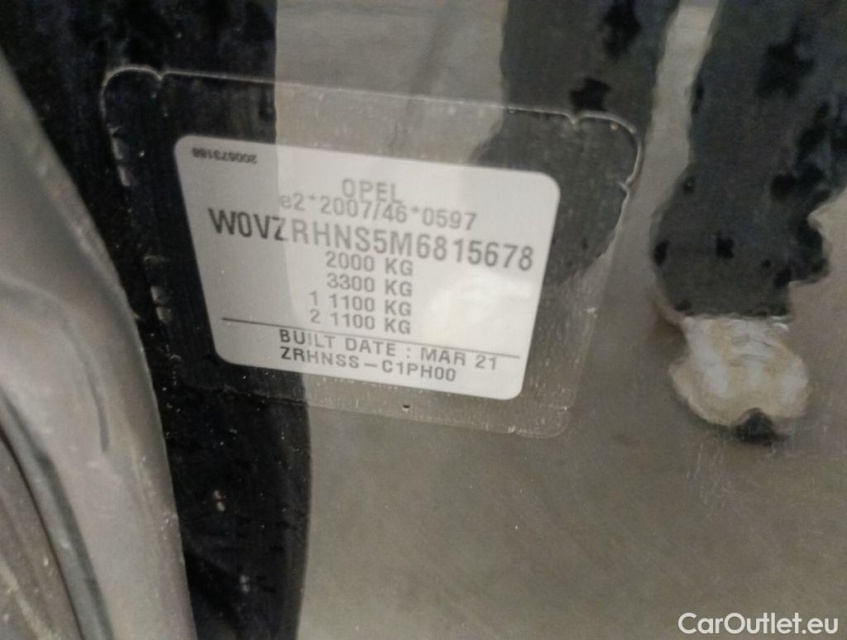 200573188
OPEL
e2*2007/46*0597
W0VZRHNS5M6815678
2000 KG
3300 KG
1 1100 KG
2 1100 KG
BUILT DATE : MAR 21
ZRHNSS-C1PH00
CarOutlet.eu